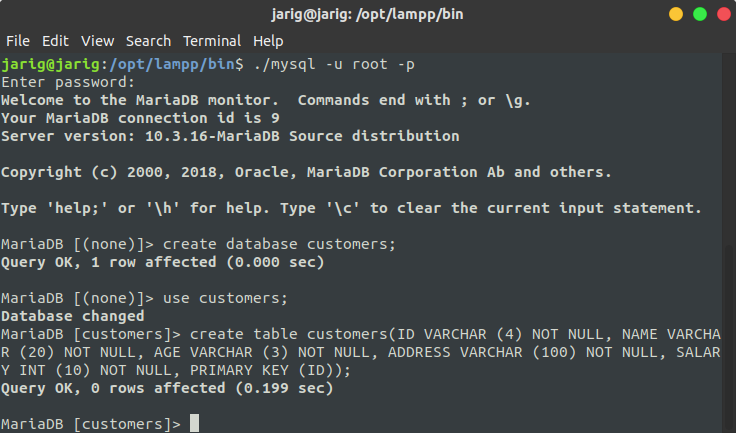 jarig@jarig: /opt/lampp/bin
File Edit View Search Terminal Help
jarig@jarig:/opt/lampp/bin$ ./mysql -u root -p
Enter password:
Welcome to the MariaDB monitor.  Commands end with ; or \g.
Your MariaDB connection id is 9
Server version: 10.3.16-MariaDB Source distribution
Copyright (c) 2000, 2018, Oracle, MariaDB Corporation Ab and others.
Type 'help;' or '\h' for help. Type '\c' to clear the current input statement.
MariaDB [(none)]> create database customers;
Query OK, 1 row affected (0.000 sec)
MariaDB [(none)]> use customers;
Database changed
MariaDB [customers]> create table customers(ID VARCHAR (4) NOT NULL, NAME VARCHA
R (20) NOT NULL, AGE VARCHAR (3) NOT NULL, ADDRESS VARCHAR (100) NOT NULL, SALAR
Y INT (10) NOT NULL, PRIMARY KEY (ID));
Query OK, 0 rows affected (0.199 sec)
MariaDB [customers]>